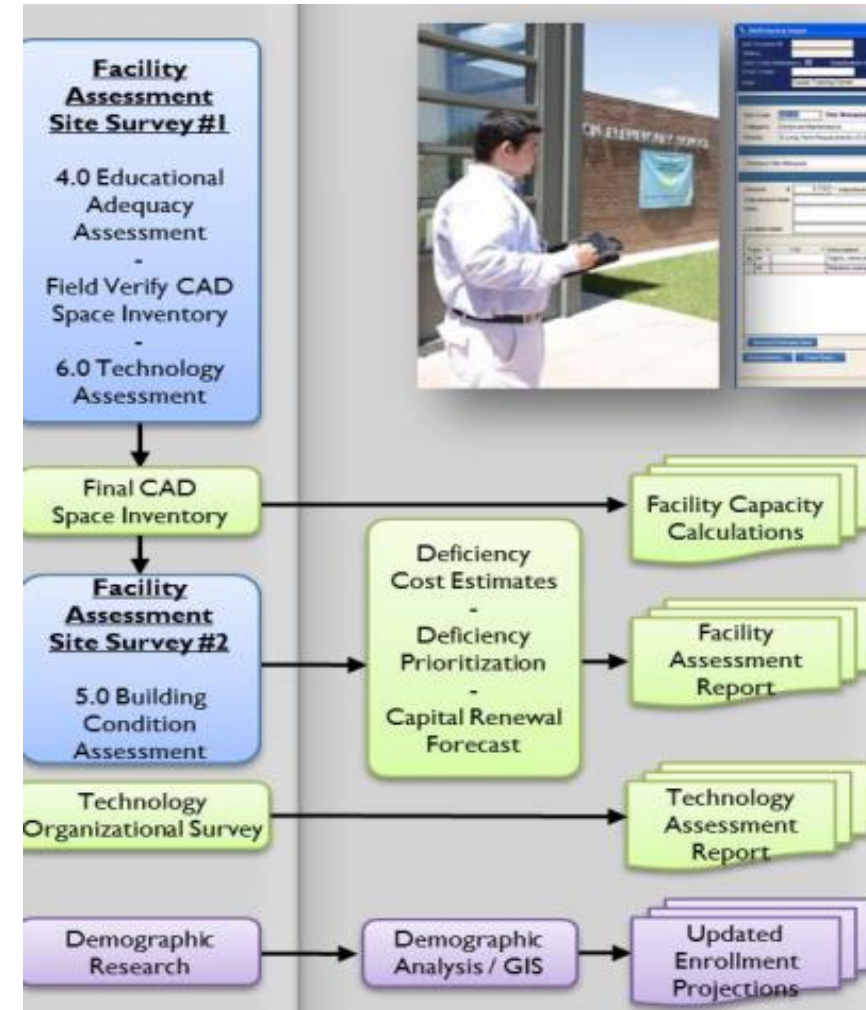 Facility
Assessment
Site Survey #1
4.0 Educational
Adequacy
Assessment
-
Field Verify CAD
Space Inventory
-
6.0 Technology
Assessment
ELEMENTARY SCHOOL
Final CAD
Space Inventory
Facility Capacity
Calculations
Facility
Assessment
Site Survey #2
5.0 Building
Condition
Assessment
Deficiency
Cost Estimates
-
Deficiency
Prioritization
-
Capital Renewal
Forecast
Facility
Assessment
Report
Technology
Organizational Survey
Technology
Assessment
Report
Demographic
Research
Demographic
Analysis / GIS
Updated
Enrollment
Projections